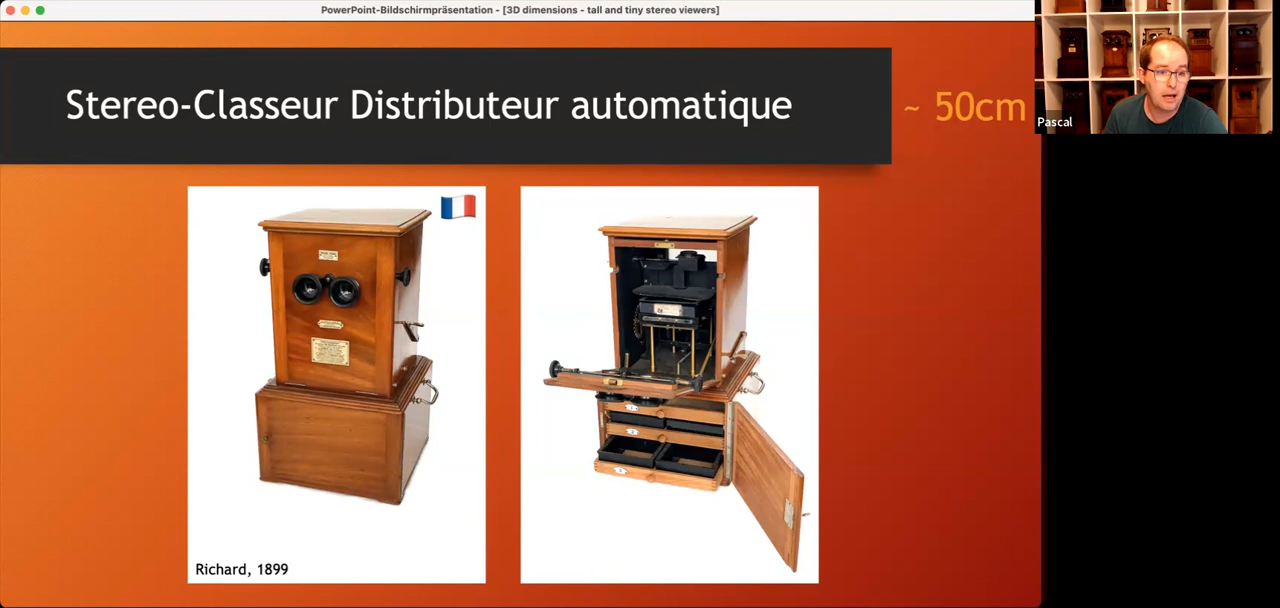 PowerPoint-Bildschirmpräsentation - [3D dimensions - tall and tiny stereo viewers]
Stereo-Classeur Distributeur automatique
~ 50cm
Pascal
Richard, 1899